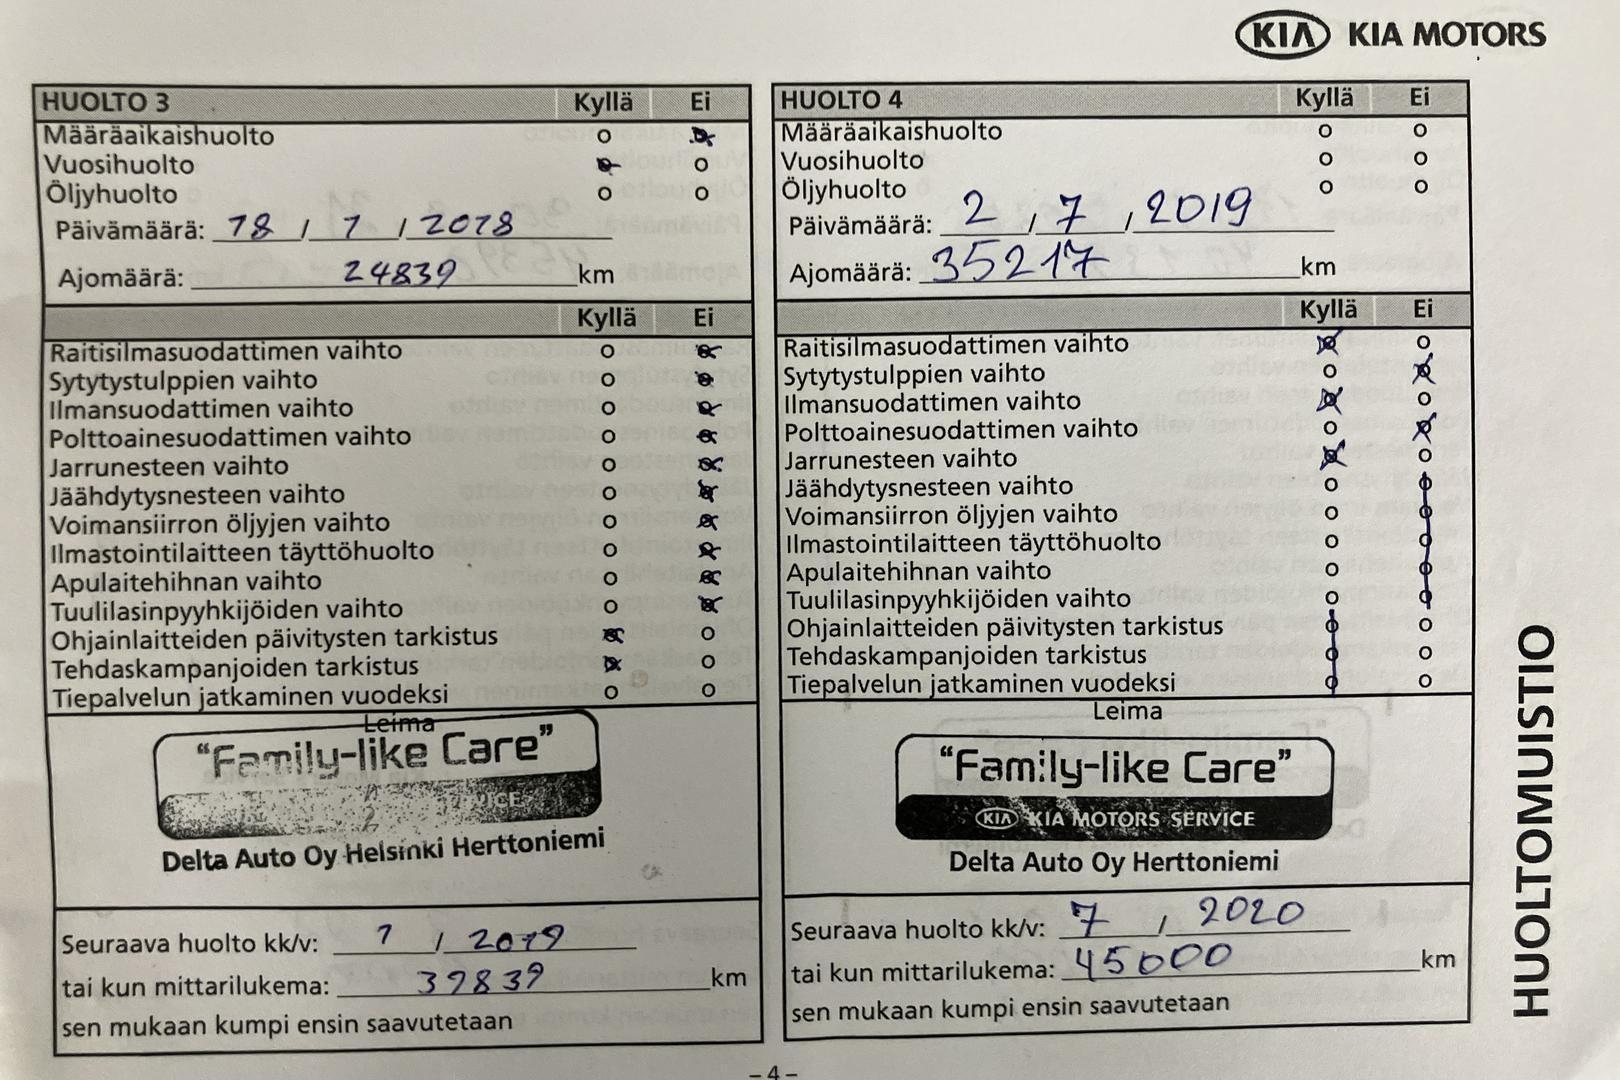 KIA KIA MOTORS
HUOLTO 3 Kyllä Ei
Määräaikaishuolto
Vuosihuolto
Öljyhuolto
Päivämäärä: 18 / 7 / 2018
Ajomäärä: 24839 km
Kyllä Ei
Raitisilmasuodattimen vaihto
Sytytystulppien vaihto
Ilmansuodattimen vaihto
Polttoainesuodattimen vaihto
Jarrunesteen vaihto
Jäähdytysnesteen vaihto
Voimansiirron öljyjen vaihto
Ilmastointilaitteen täyttöhuolto
Apulaitehihnan vaihto
Tuulilasinpyyhkijöiden vaihto
Ohjainlaitteiden päivitysten tarkistus
Tehdaskampanjoiden tarkistus
Tiepalvelun jatkaminen vuodeksi
Leima
“Family-like Care”
Delta Auto Oy Helsinki Herttoniemi
Seuraava huolto kk/v: 7 / 2019
tai kun mittarilukema: 39839 km
sen mukaan kumpi ensin saavutetaan
HUOLTO 4 Kyllä Ei
Määräaikaishuolto
Vuosihuolto
Öljyhuolto
Päivämäärä: 2 / 7 / 2019
Ajomäärä: 35217 km
Kyllä Ei
Raitisilmasuodattimen vaihto
Sytytystulppien vaihto
Ilmansuodattimen vaihto
Polttoainesuodattimen vaihto
Jarrunesteen vaihto
Jäähdytysnesteen vaihto
Voimansiirron öljyjen vaihto
Ilmastointilaitteen täyttöhuolto
Apulaitehihnan vaihto
Tuulilasinpyyhkijöiden vaihto
Ohjainlaitteiden päivitysten tarkistus
Tehdaskampanjoiden tarkistus
Tiepalvelun jatkaminen vuodeksi
Leima
“Family-like Care”
KIA KIA MOTORS SERVICE
Delta Auto Oy Herttoniemi
Seuraava huolto kk/v: 7 / 2020
tai kun mittarilukema: 45000 km
sen mukaan kumpi ensin saavutetaan
HUOLTOMUISTIO
– 4 –